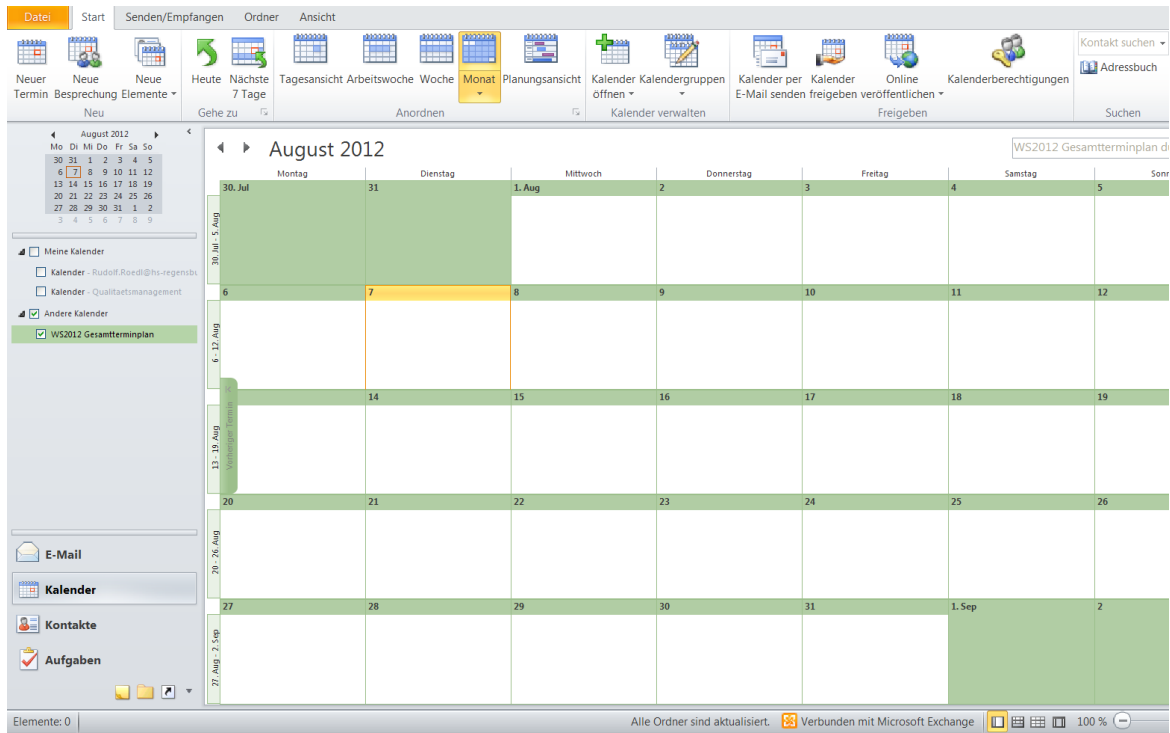 Datei Start Senden/Empfangen Ordner Ansicht
Neuer Termin
Neue Besprechung
Neue Elemente
Neu
Heute
Nächste 7 Tage
Gehe zu
Tagesansicht Arbeitswoche Woche Monat Planungsansicht
Anordnen
Kalender öffnen
Kalendergruppen
Kalender verwalten
Kalender per E-Mail senden
Kalender freigeben
Online veröffentlichen
Kalenderberechtigungen
Freigeben
Kontakt suchen
Adressbuch
Suchen
August 2012
Mo Di Mi Do Fr Sa So
30 31 1 2 3 4 5
6 7 8 9 10 11 12
13 14 15 16 17 18 19
20 21 22 23 24 25 26
27 28 29 30 31 1 2
3 4 5 6 7 8 9
Meine Kalender
Kalender - Rudolf.Roedl@hs-regensbu
Kalender - Qualitaetsmanagement
Andere Kalender
WS2012 Gesamtterminplan
E-Mail
Kalender
Kontakte
Aufgaben
August 2012
WS2012 Gesamtterminplan du
Montag Dienstag Mittwoch Donnerstag Freitag Samstag Sonn
30. Jul 31 1. Aug 2 3 4 5
30. Jul - 5. Aug
6 7 8 9 10 11 12
6 - 12. Aug
14 15 16 17 18 19
13 - 19. Aug
Vorheriger Termin
20 21 22 23 24 25 26
20 - 26. Aug
27 28 29 30 31 1. Sep 2
27. Aug - 2. Sep
Elemente: 0
Alle Ordner sind aktualisiert. Verbunden mit Microsoft Exchange 100 %